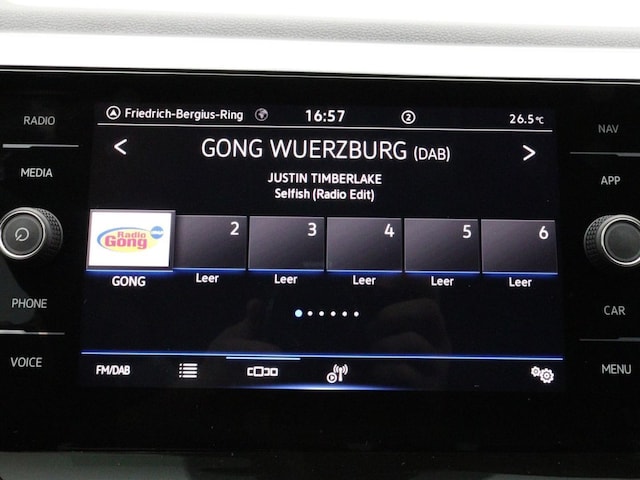 Friedrich-Bergius-Ring 16:57 2 26.5°C
RADIO
NAV
< GONG WUERZBURG (DAB) >
MEDIA
JUSTIN TIMBERLAKE
APP
Selfish (Radio Edit)
Radio Gong
2 3 4 5 6
GONG Leer Leer Leer Leer Leer
PHONE
CAR
VOICE
FM/DAB
MENU